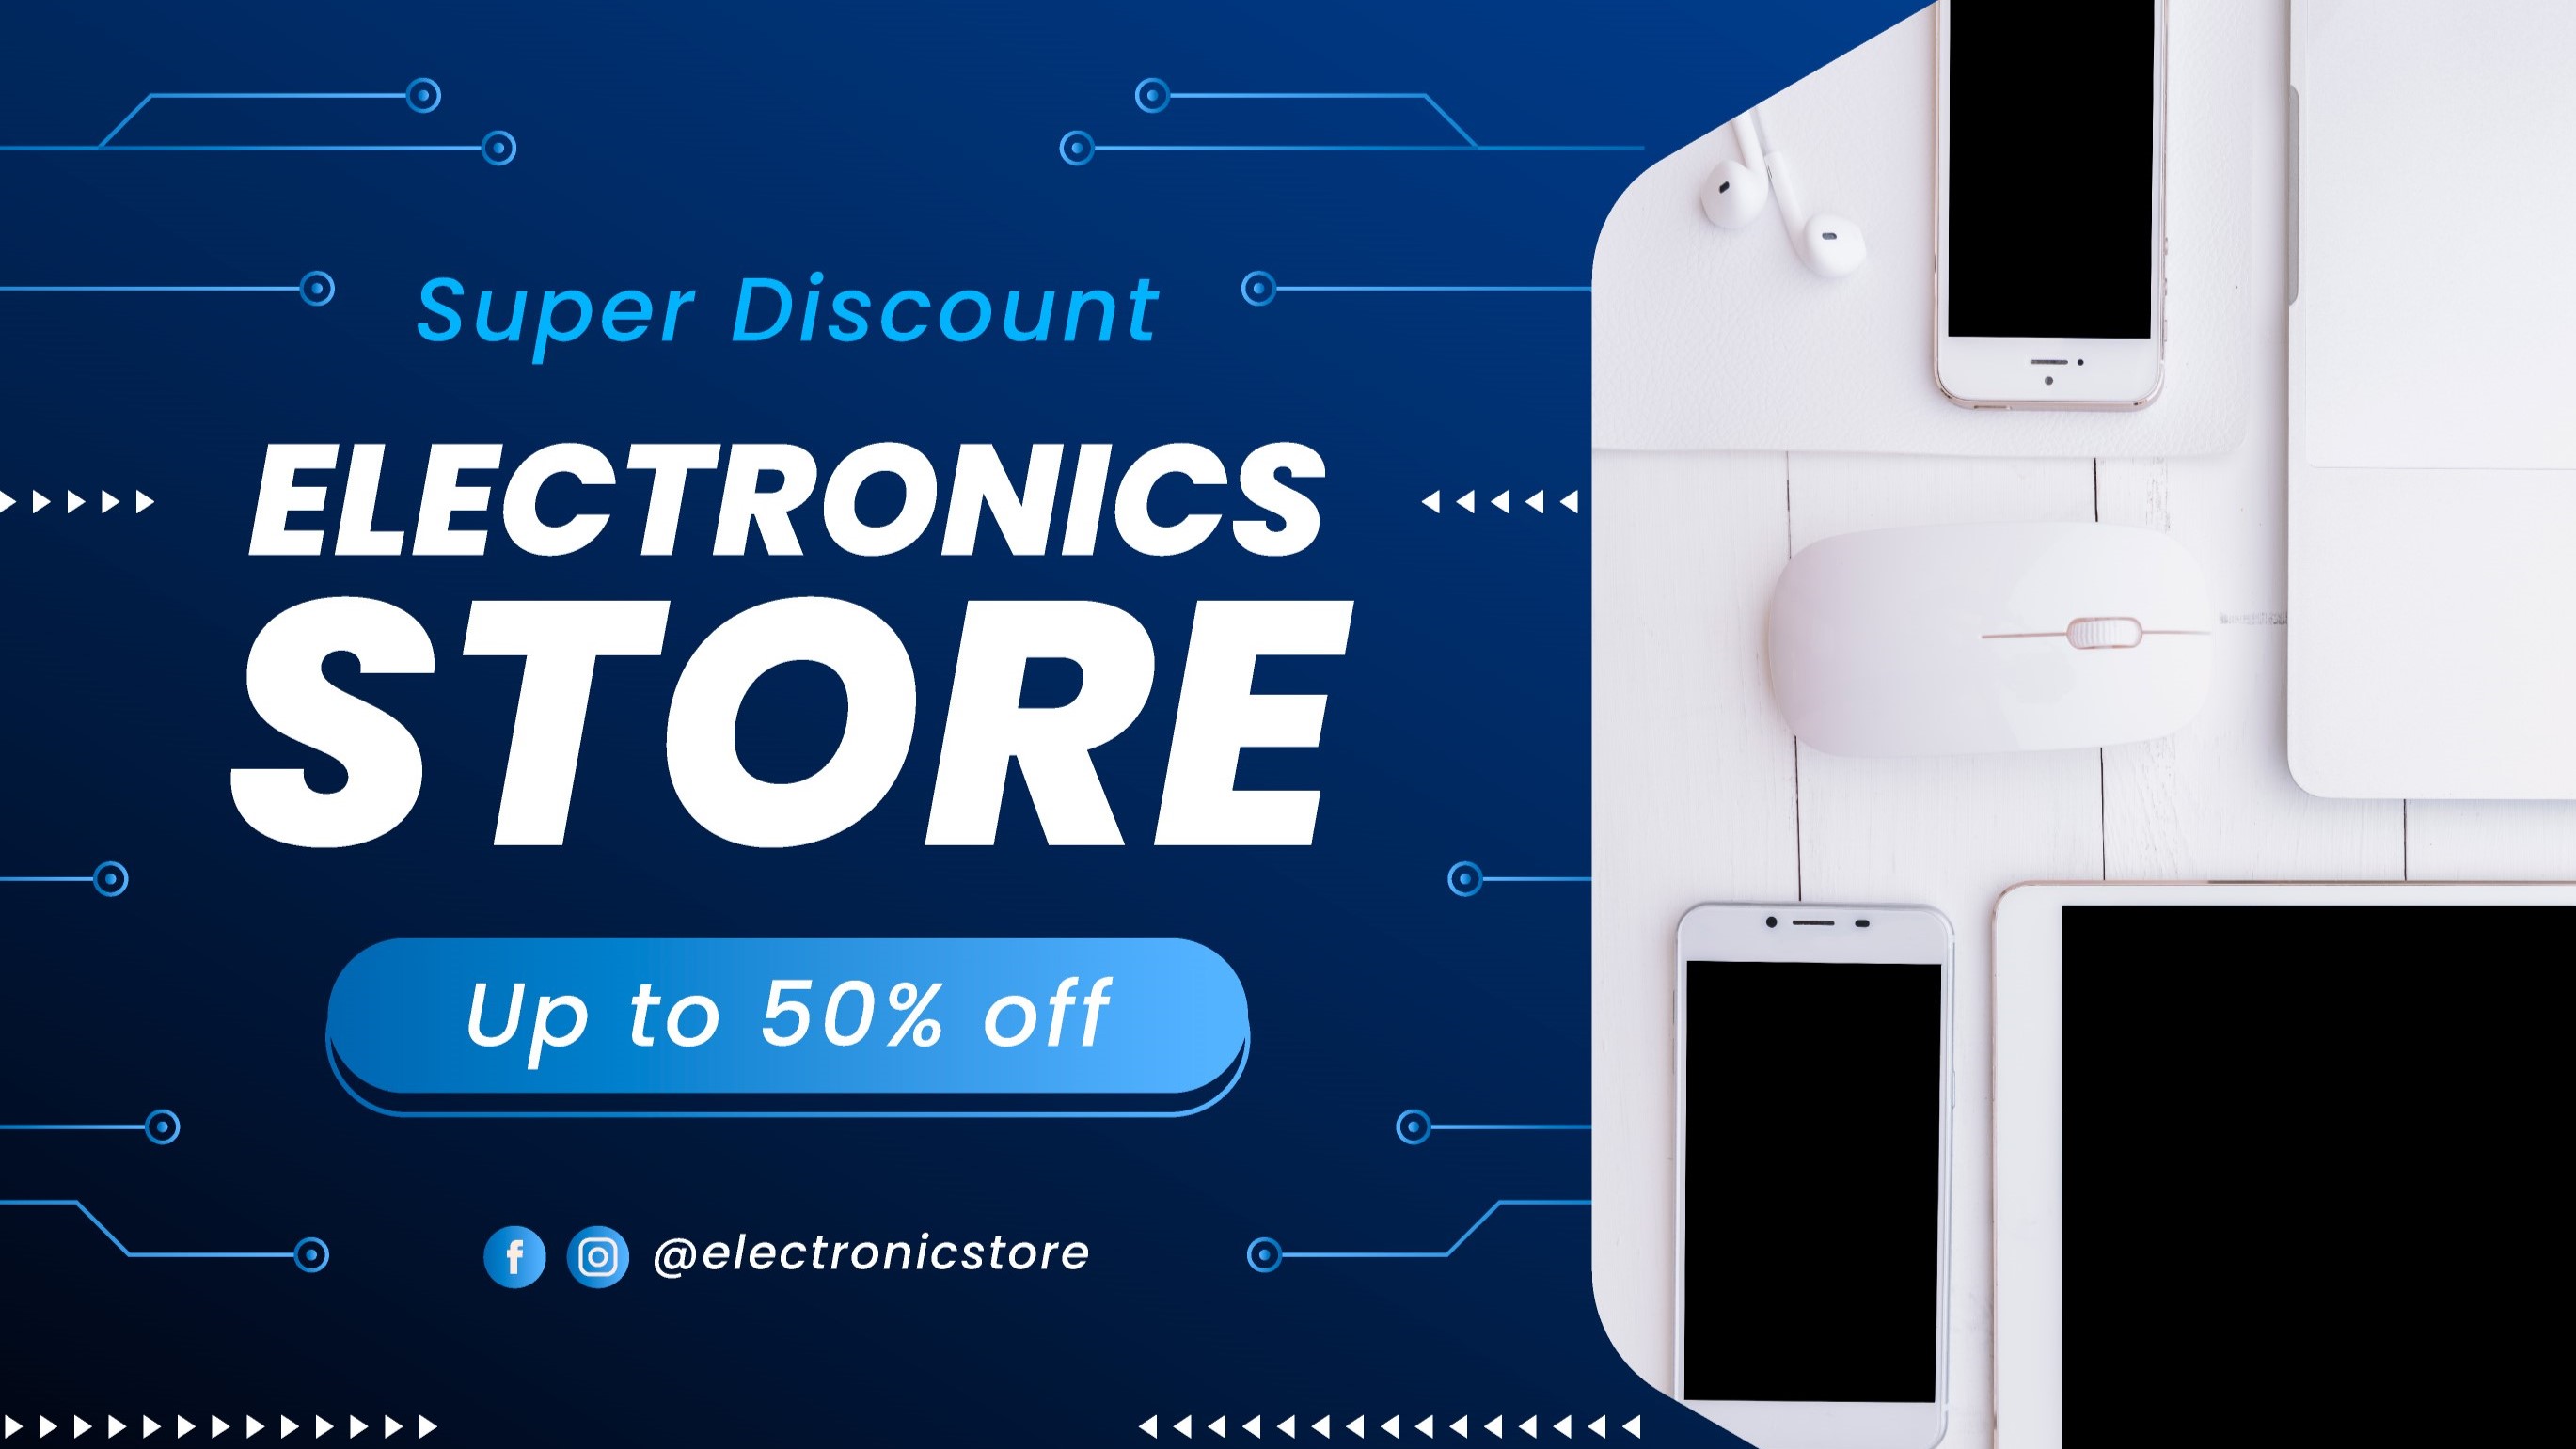 Super Discount
ELECTRONICS
STORE
Up to 50% off
@electronicstore